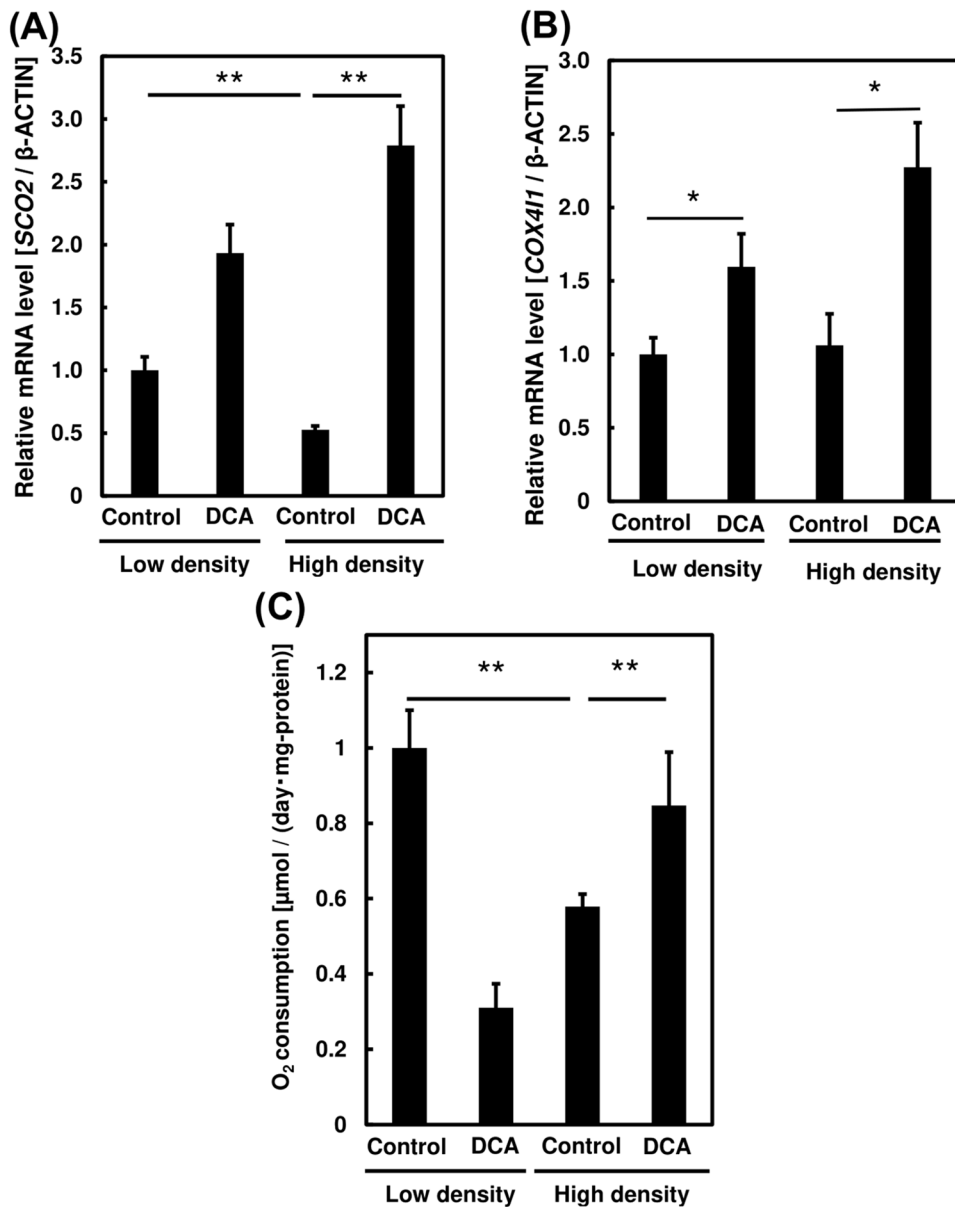 (A)
Relative mRNA level [SCO2 / β-ACTIN]
3.5
3.0
2.5
2.0
1.5
1.0
0.5
0
** **
Control DCA Control DCA
Low density High density
(B)
Relative mRNA level [COX4I1 / β-ACTIN]
3.0
2.5
2.0
1.5
1.0
0.5
0
*
*
Control DCA Control DCA
Low density High density
(C)
O2 consumption [µmol / (day·mg-protein)]
1.2
1
0.8
0.6
0.4
0.2
0
** **
Control DCA Control DCA
Low density High density